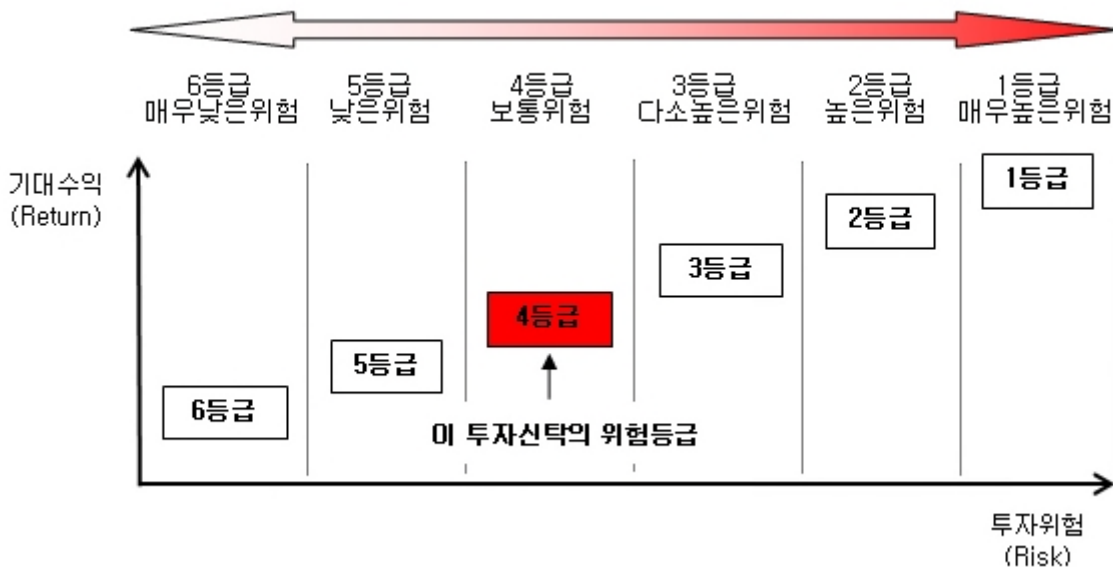 6등급 5등급 4등급 3등급 2등급 1등급
매우낮은위험 낮은위험 보통위험 다소높은위험 높은위험 매우높은위험
기대수익
(Return)
1등급
2등급
3등급
4등급
5등급
6등급
이 투자신탁의 위험등급
투자위험
(Risk)